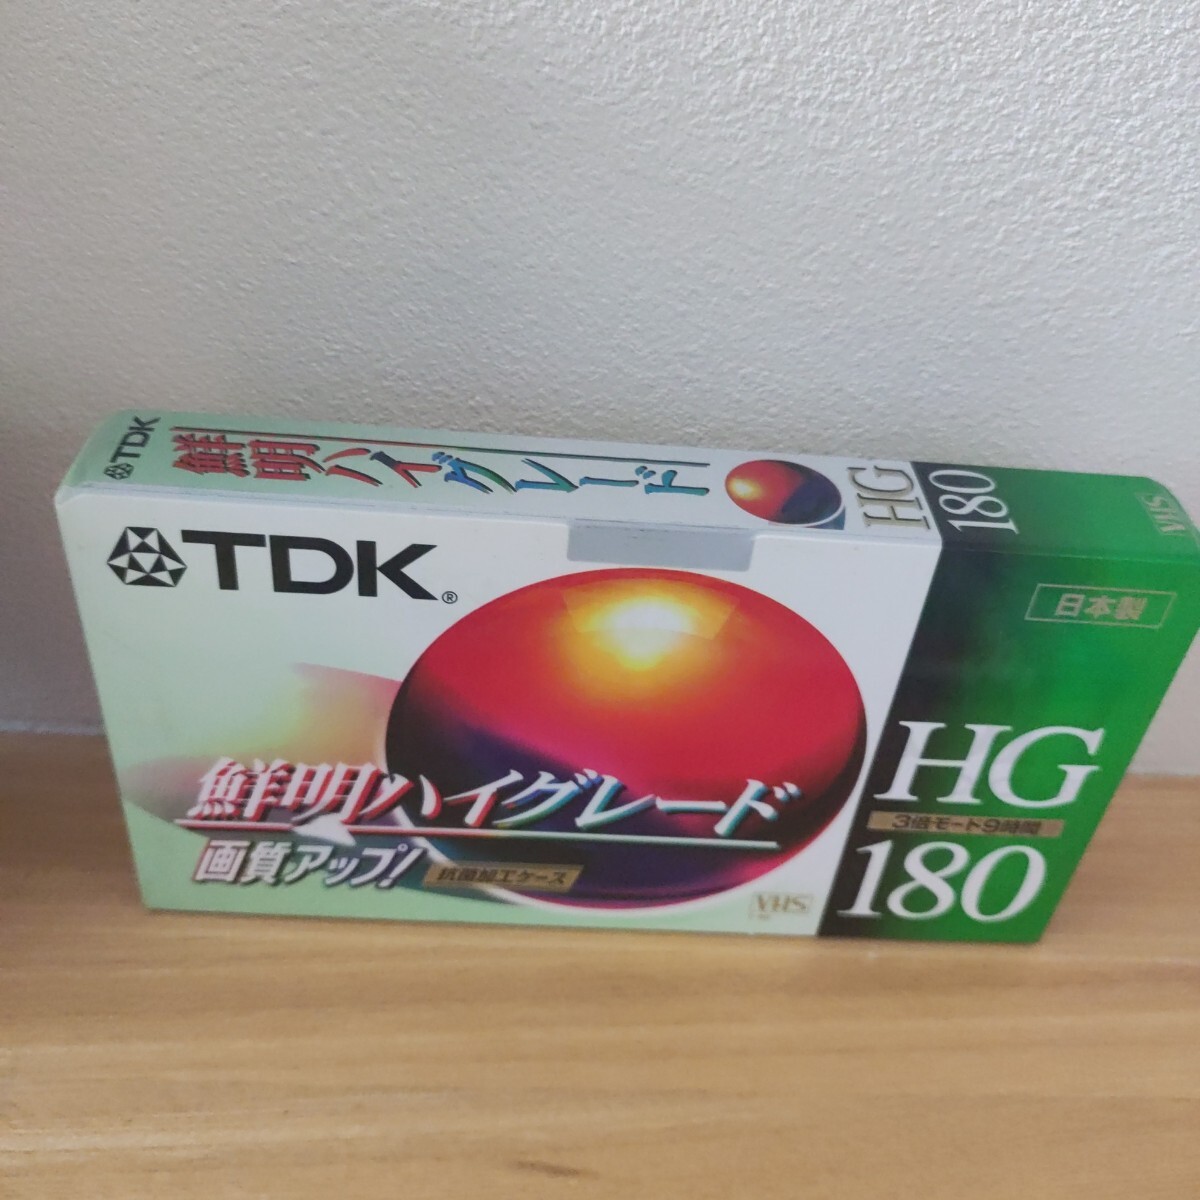 TDK
鮮明ハイグレード
HG
180
VHS
TDK®
日本製
HG
3倍モード9時間
180
鮮明ハイグレード
画質アップ!
抗菌加工ケース
VHS